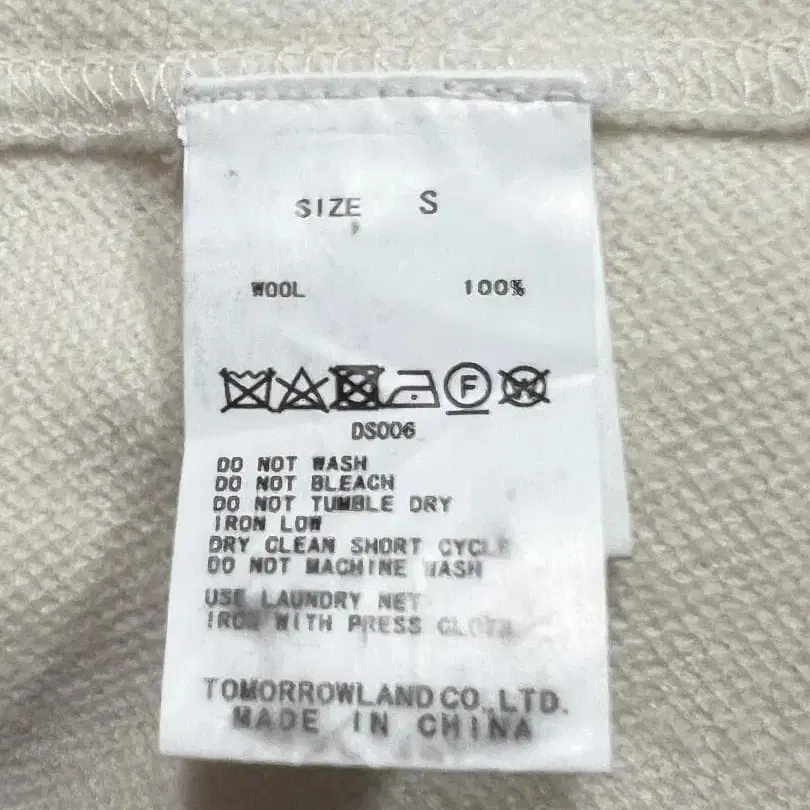 SIZE S
WOOL 100%
F W
DS006
DO NOT WASH
DO NOT BLEACH
DO NOT TUMBLE DRY
IRON LOW
DRY CLEAN SHORT CYCLE
DO NOT MACHINE WASH
USE LAUNDRY NET
IRON WITH PRESS CLOTH
TOMORROWLAND CO.,LTD.
MADE IN CHINA